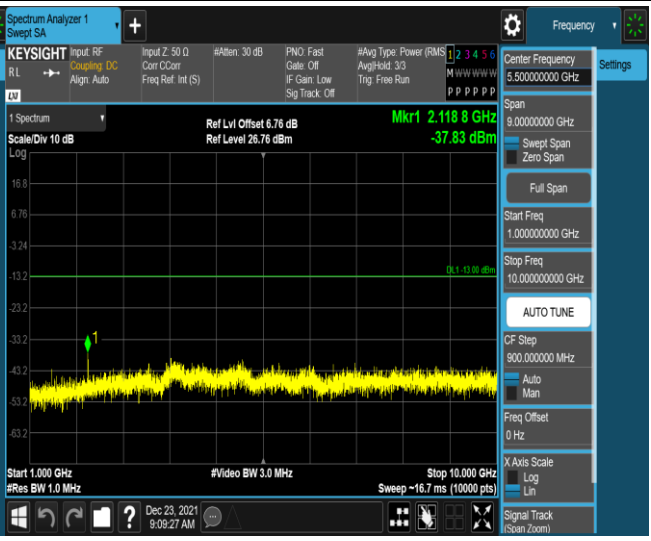 Spectrum Analyzer 1
Swept SA
Frequency
KEYSIGHT
Input: RF
Input Z: 50 Ω
#Atten: 30 dB
PNO: Fast
#Avg Type: Power (RMS
1 2 3 4 5 6
RL
Coupling: DC
Corr CCorr
Gate: Off
Avg|Hold: 3/3
M W W W W W
Align: Auto
Freq Ref: Int (S)
IF Gain: Low
Trig: Free Run
Sig Track: Off
P P P P P P
LXI
1 Spectrum
Ref Lvl Offset 6.76 dB
Mkr1 2.118 8 GHz
Scale/Div 10 dB
Ref Level 26.76 dBm
-37.83 dBm
Log
16.8
6.76
-3.24
-13.2
DL1 -13.00 dBm
-23.2
-33.2
1
-43.2
-53.2
-63.2
Start 1.000 GHz
#Video BW 3.0 MHz
Stop 10.000 GHz
#Res BW 1.0 MHz
Sweep ~16.7 ms (10000 pts)
Dec 23, 2021
9:09:27 AM
Center Frequency
5.500000000 GHz
Span
9.00000000 GHz
Swept Span
Zero Span
Full Span
Start Freq
1.000000000 GHz
Stop Freq
10.000000000 GHz
AUTO TUNE
CF Step
900.000000 MHz
Auto
Man
Freq Offset
0 Hz
X Axis Scale
Log
Lin
Signal Track
(Span Zoom)
Settings